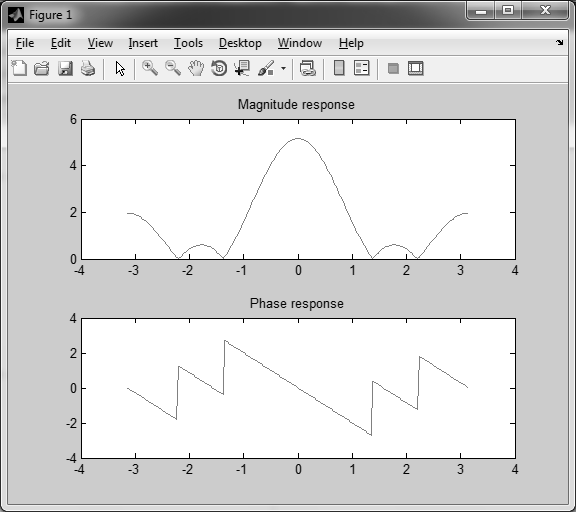 Figure 1
File Edit View Insert Tools Desktop Window Help
Magnitude response
6
4
2
0
-4 -3 -2 -1 0 1 2 3 4
Phase response
4
2
0
-2
-4
-4 -3 -2 -1 0 1 2 3 4